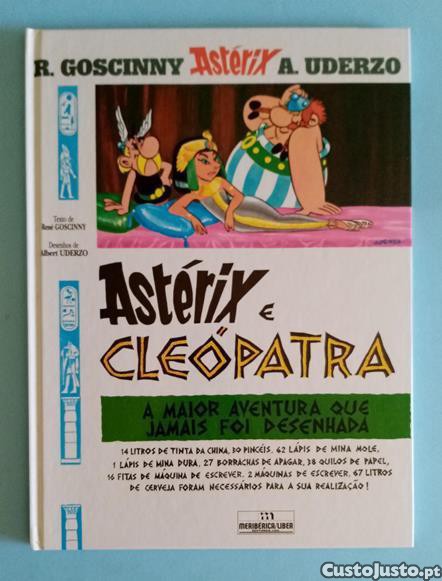 R. GOSCINNY Astérix A. UDERZO
Texto de
René GOSCINNY
Desenhos de
Albert UDERZO
Astérix E
CLEÓPATRA
A MAIOR AVENTURA QUE
JAMAIS FOI DESENHADA
14 LITROS DE TINTA DA CHINA, 30 PINCÉIS, 62 LÁPIS DE MINA MOLE,
1 LÁPIS DE MINA DURA, 27 BORRACHAS DE APAGAR, 38 QUILOS DE PAPEL,
16 FITAS DE MÁQUINA DE ESCREVER, 2 MÁQUINAS DE ESCREVER, 67 LITROS
DE CERVEJA FORAM NECESSÁRIOS PARA A SUA REALIZAÇÃO!
MERIBÉRICA/LIBER
CustoJusto.pt